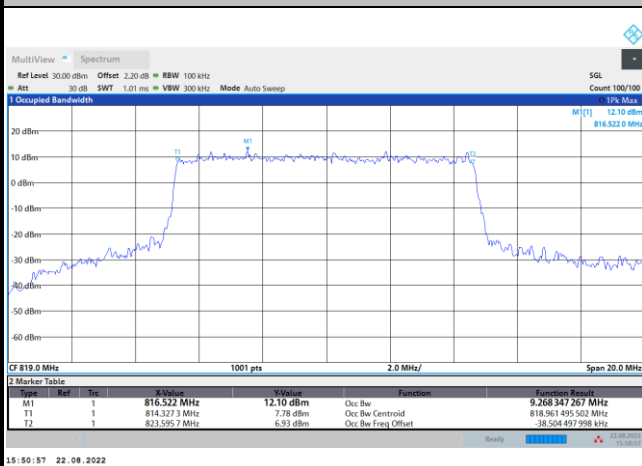 MultiView Spectrum
Ref Level 30.00 dBm Offset 2.20 dB RBW 100 kHz SGL
Att 30 dB SWT 1.01 ms VBW 300 kHz Mode Auto Sweep Count 100/100
1 Occupied Bandwidth 1Pk Max
M1[1] 12.10 dBm
816.522 0 MHz
20 dBm
M1
T1 T2
10 dBm
0 dBm
-10 dBm
-20 dBm
-30 dBm
-40 dBm
-50 dBm
-60 dBm
CF 819.0 MHz 1001 pts 2.0 MHz/ Span 20.0 MHz
2 Marker Table
Type Ref Trc X-Value Y-Value Function Function Result
M1 1 816.522 MHz 12.10 dBm Occ Bw 9.268 347 267 MHz
T1 1 814.327 3 MHz 7.78 dBm Occ Bw Centroid 818.961 495 502 MHz
T2 1 823.595 7 MHz 6.93 dBm Occ Bw Freq Offset -38.504 497 998 kHz
Ready 22.08.2022
15:50:57
15:50:57 22.08.2022